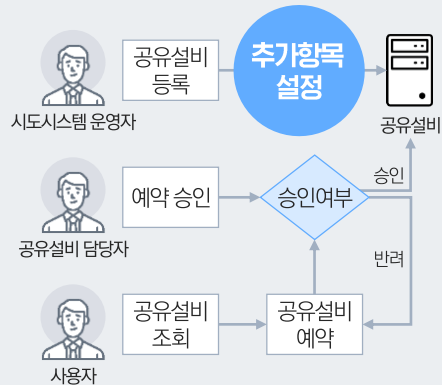 공유설비
등록
추가항목
설정
시도시스템 운영자
공유설비
승인
예약 승인
승인여부
공유설비 담당자
반려
공유설비
조회
공유설비
예약
사용자